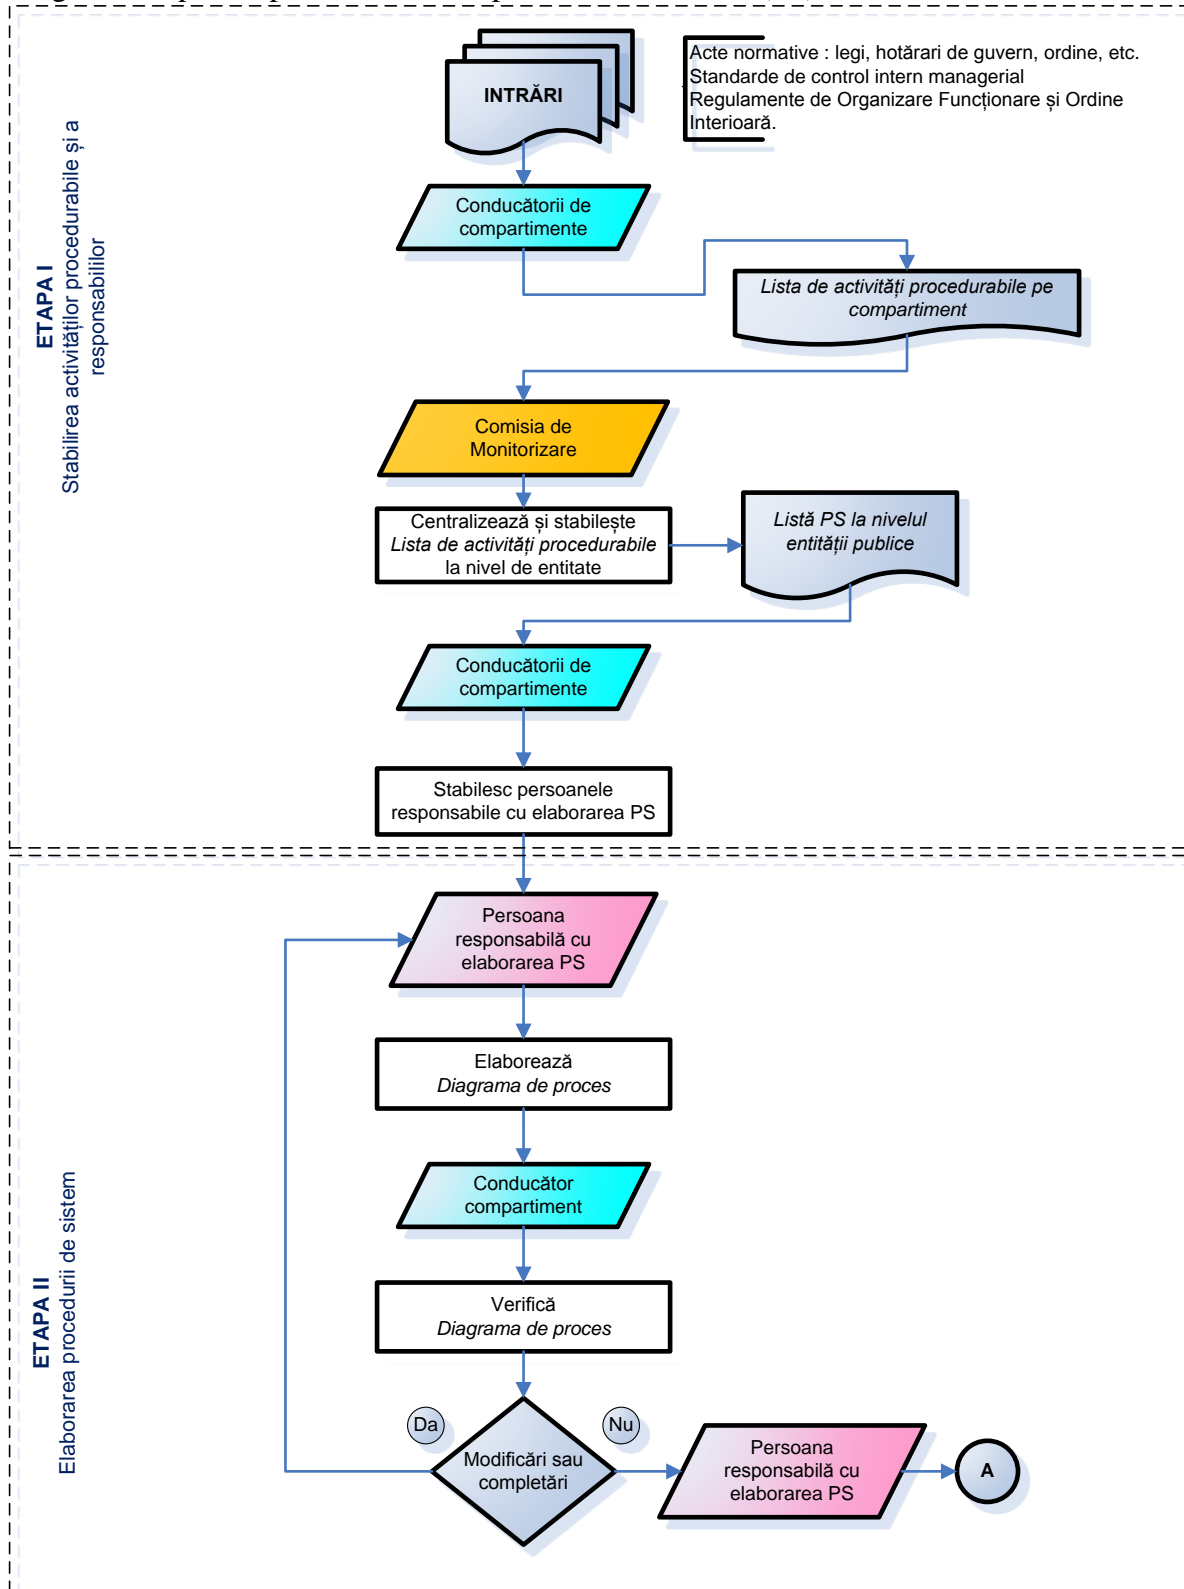 INTRĂRI
Acte normative : legi, hotărari de guvern, ordine, etc.
Standarde de control intern managerial
Regulamente de Organizare Funcționare și Ordine
Interioară.
ETAPA I
Stabilirea activităților procedurabile și a
responsabililor
Conducătorii de
compartimente
Lista de activități procedurabile pe
compartiment
Comisia de
Monitorizare
Centralizează și stabilește
Lista de activități procedurabile
la nivel de entitate
Listă PS la nivelul
entității publice
Conducătorii de
compartimente
Stabilesc persoanele
responsabile cu elaborarea PS
ETAPA II
Elaborarea procedurii de sistem
Persoana
responsabilă cu
elaborarea PS
Elaborează
Diagrama de proces
Conducător
compartiment
Verifică
Diagrama de proces
Da
Nu
Modificări sau
completări
Persoana
responsabilă cu
elaborarea PS
A